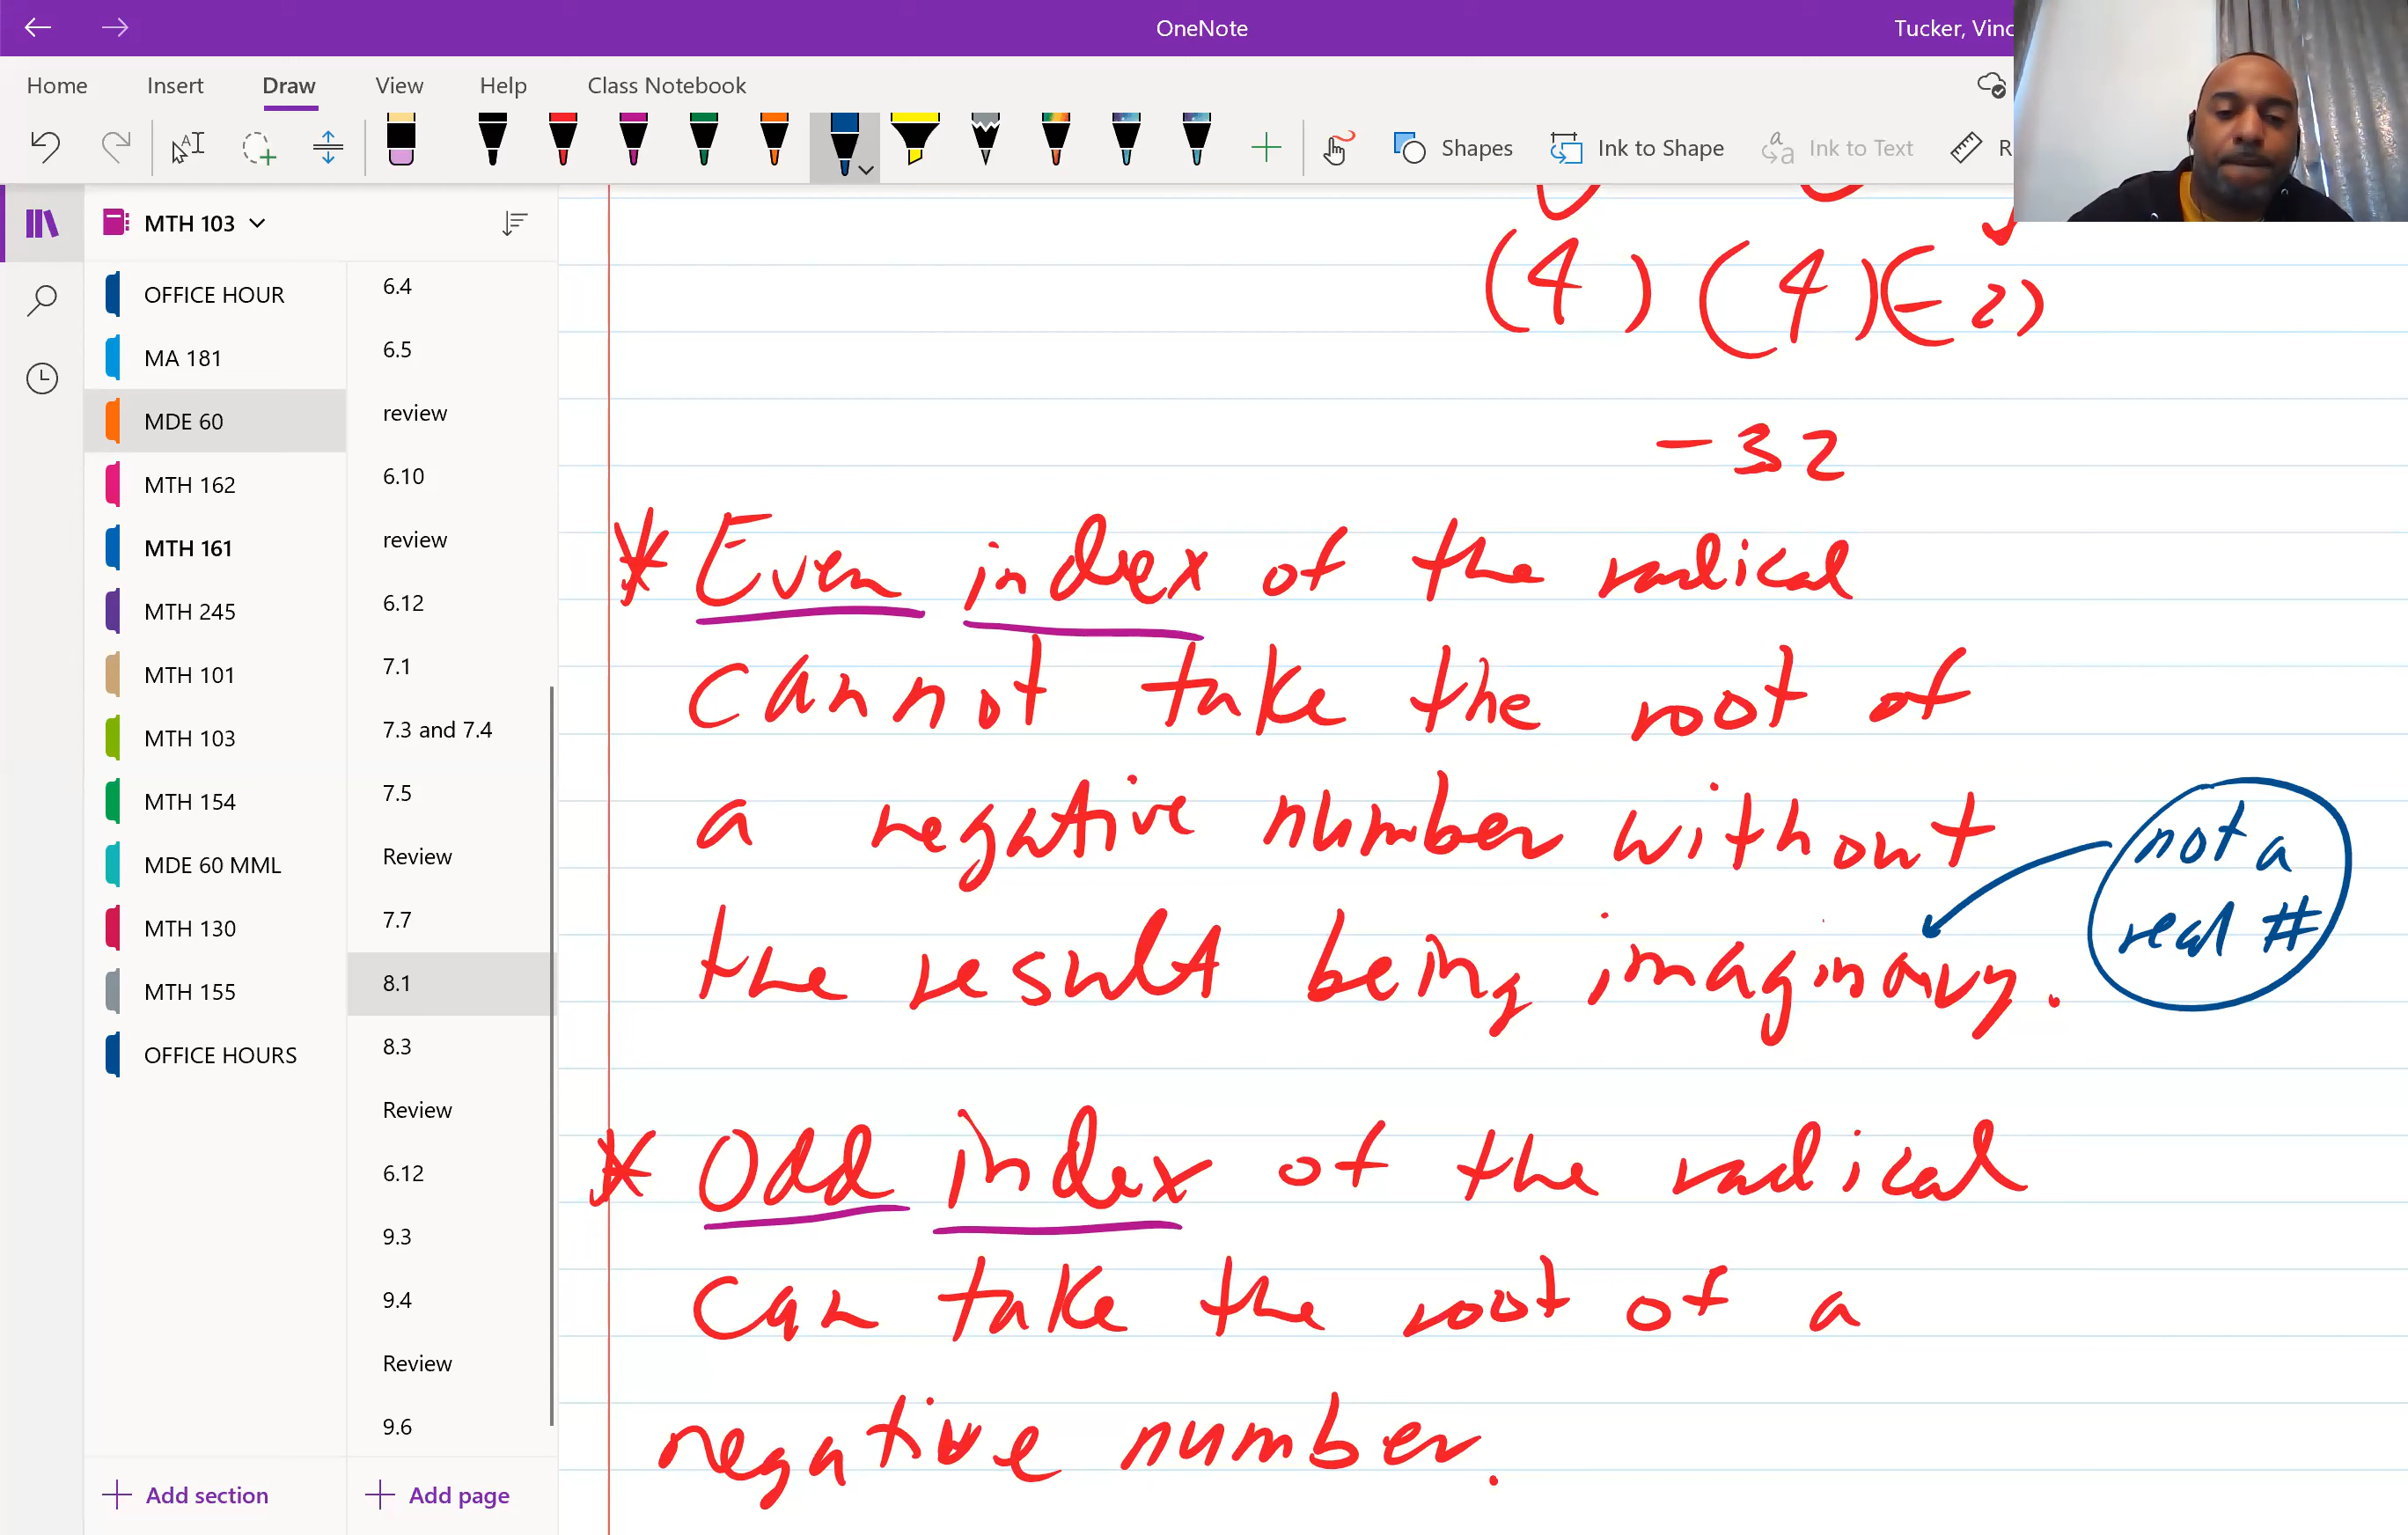 OneNote
Tucker, Vinc
Home Insert Draw View Help Class Notebook
Shapes Ink to Shape Ink to Text R
MTH 103
OFFICE HOUR
MA 181
MDE 60
MTH 162
MTH 161
MTH 245
MTH 101
MTH 103
MTH 154
MDE 60 MML
MTH 130
MTH 155
OFFICE HOURS
Add section
6.4
6.5
review
6.10
review
6.12
7.1
7.3 and 7.4
7.5
Review
7.7
8.1
8.3
Review
6.12
9.3
9.4
Review
9.6
Add page
(4) (4)(-2)
-32
* Even index of the radical
cannot take the root of
a negative number without
the result being imaginary.
not a
real #
* Odd index of the radical
can take the root of a
negative number.